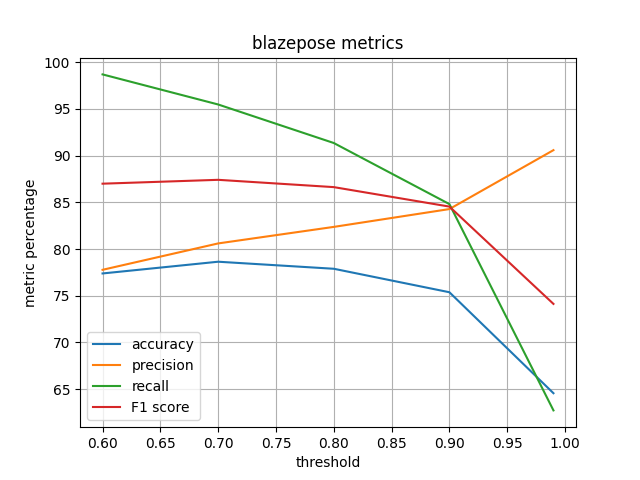 blazepose metrics
100
95
90
85
80
75
70
65
metric percentage
accuracy
precision
recall
F1 score
0.60 0.65 0.70 0.75 0.80 0.85 0.90 0.95 1.00
threshold